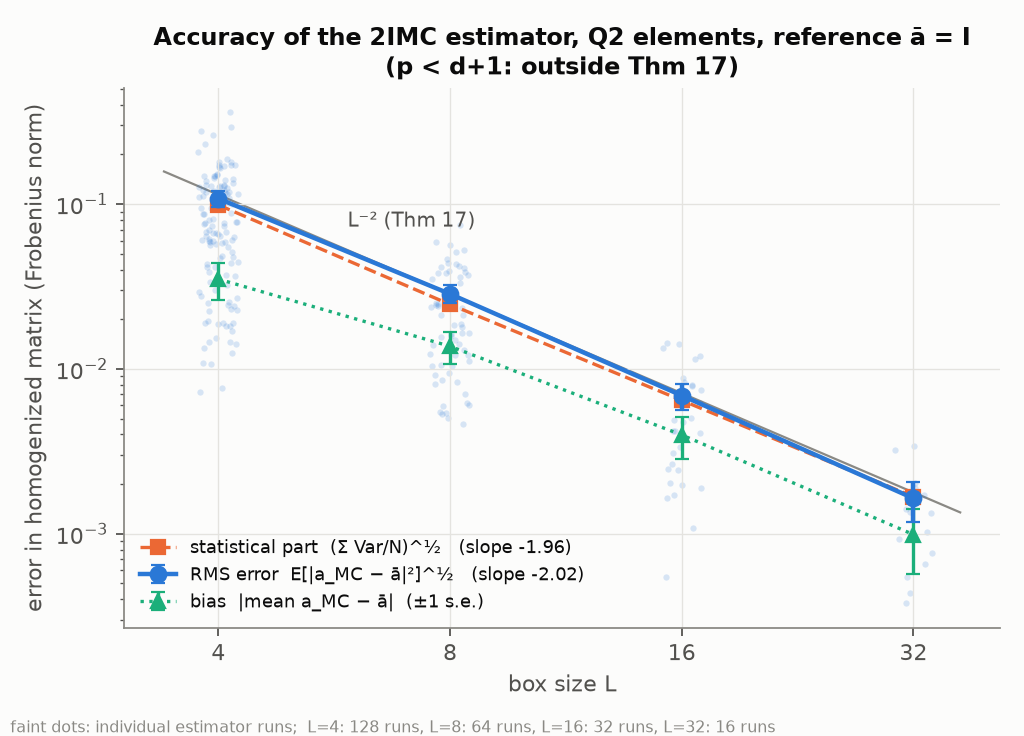 Accuracy of the 2IMC estimator, Q2 elements, reference ā = I
(p < d+1: outside Thm 17)
error in homogenized matrix (Frobenius norm)
10⁻¹
10⁻²
10⁻³
L⁻² (Thm 17)
statistical part  (Σ Var/N)^½   (slope -1.96)
RMS error  E[|a_MC − ā|²]^½   (slope -2.02)
bias  |mean a_MC − ā|  (±1 s.e.)
4
8
16
32
box size L
faint dots: individual estimator runs;  L=4: 128 runs, L=8: 64 runs, L=16: 32 runs, L=32: 16 runs